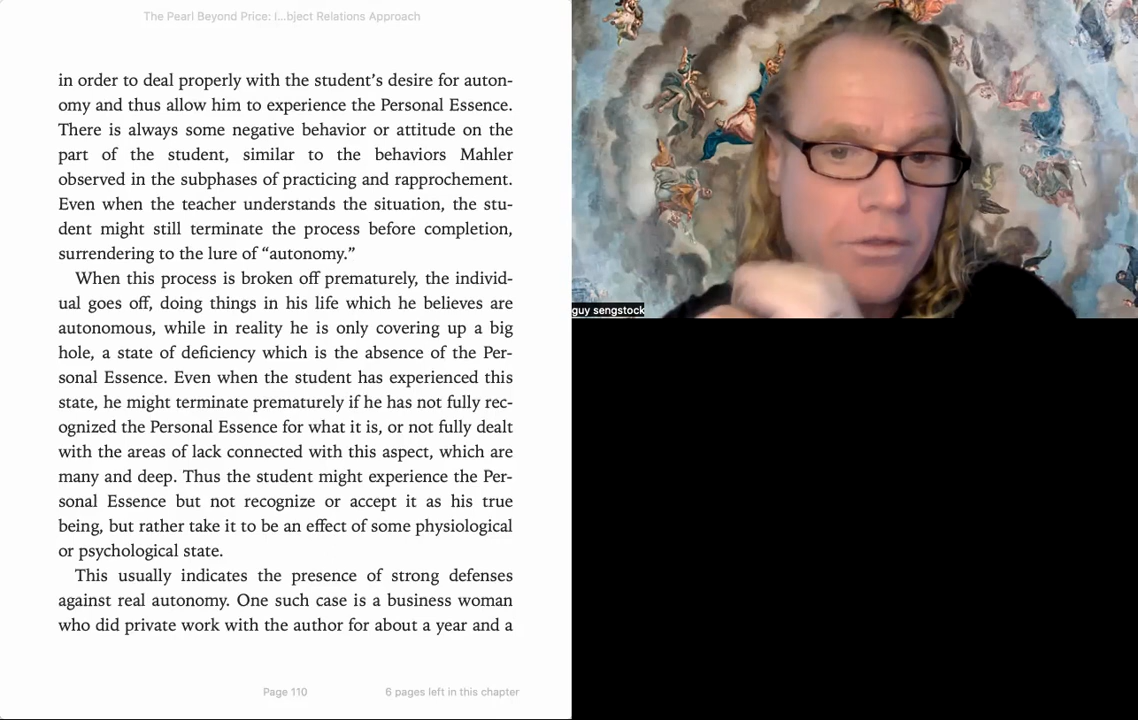 The Pearl Beyond Price: I...bject Relations Approach
in order to deal properly with the student’s desire for auton-
omy and thus allow him to experience the Personal Essence.
There is always some negative behavior or attitude on the
part of the student, similar to the behaviors Mahler
observed in the subphases of practicing and rapprochement.
Even when the teacher understands the situation, the stu-
dent might still terminate the process before completion,
surrendering to the lure of “autonomy.”
When this process is broken off prematurely, the individ-
ual goes off, doing things in his life which he believes are
autonomous, while in reality he is only covering up a big
hole, a state of deficiency which is the absence of the Per-
sonal Essence. Even when the student has experienced this
state, he might terminate prematurely if he has not fully rec-
ognized the Personal Essence for what it is, or not fully dealt
with the areas of lack connected with this aspect, which are
many and deep. Thus the student might experience the Per-
sonal Essence but not recognize or accept it as his true
being, but rather take it to be an effect of some physiological
or psychological state.
This usually indicates the presence of strong defenses
against real autonomy. One such case is a business woman
who did private work with the author for about a year and a
Page 110
6 pages left in this chapter
guy sengstock